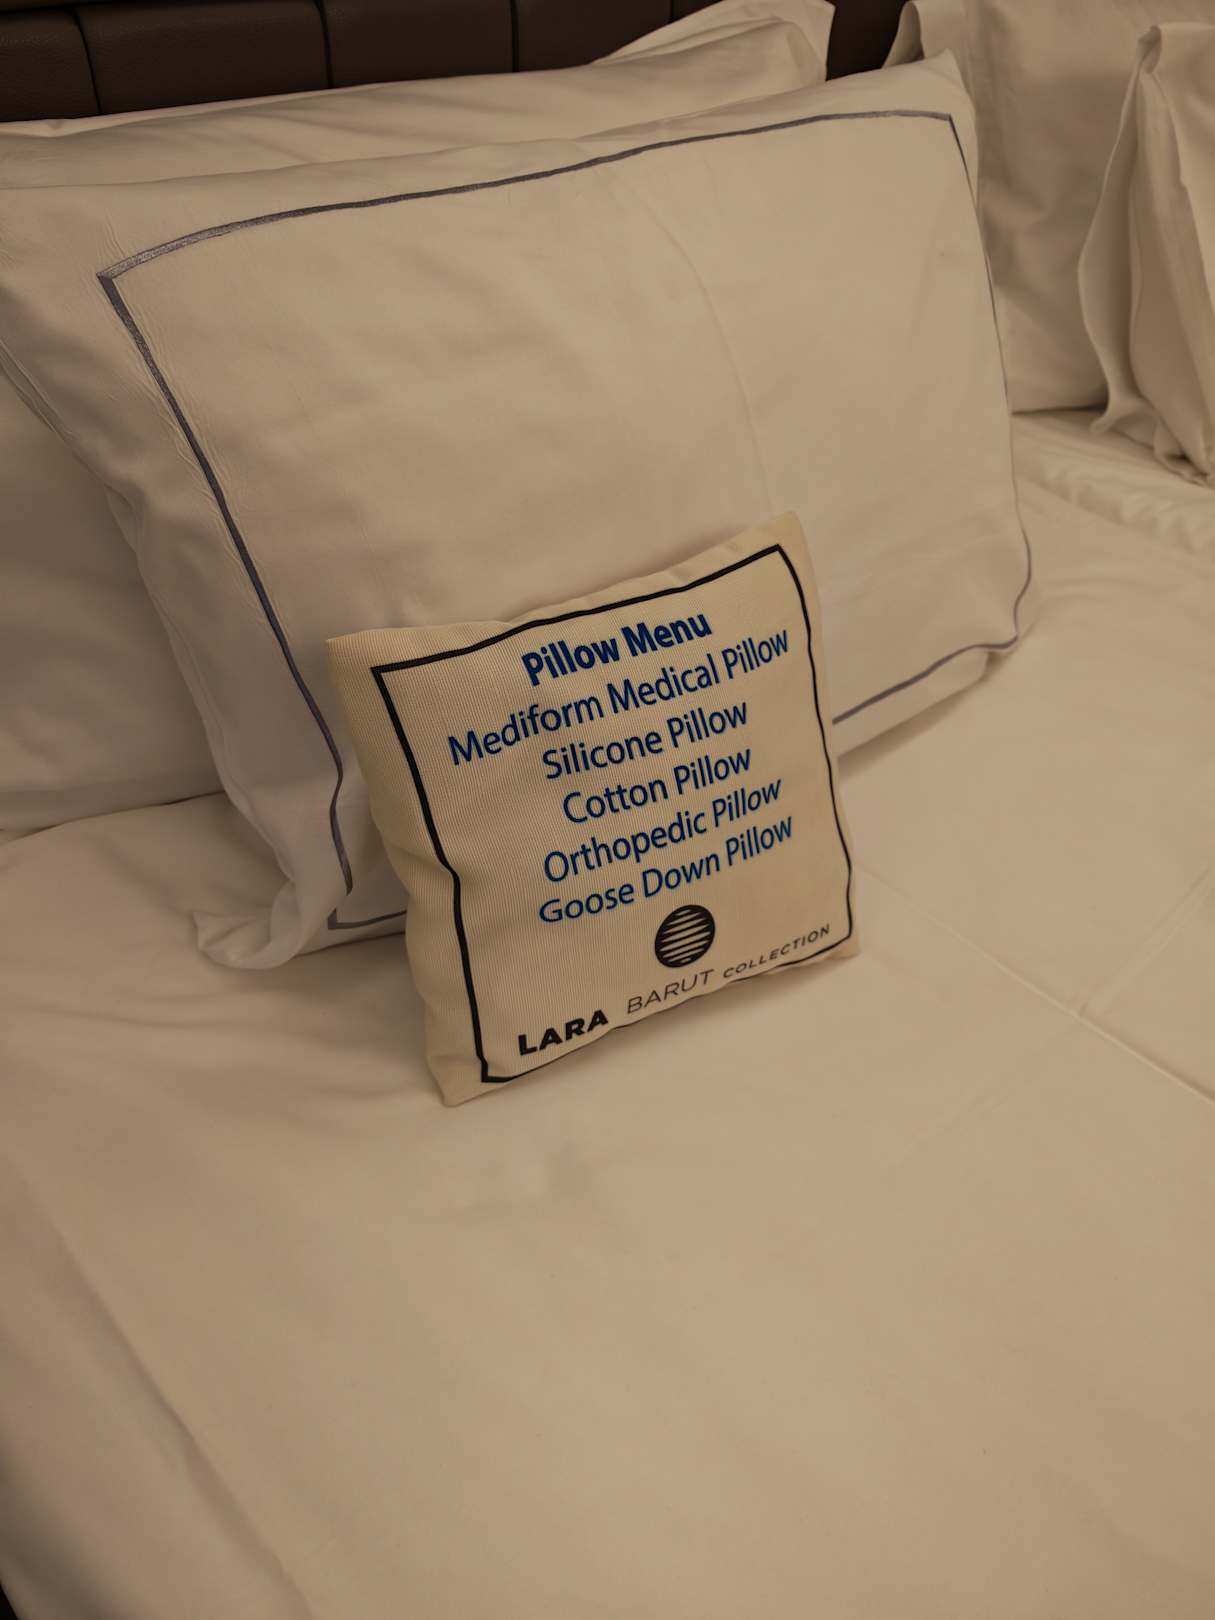 Pillow Menu
Mediform Medical Pillow
Silicone Pillow
Cotton Pillow
Orthopedic Pillow
Goose Down Pillow
LARA BARUT COLLECTION